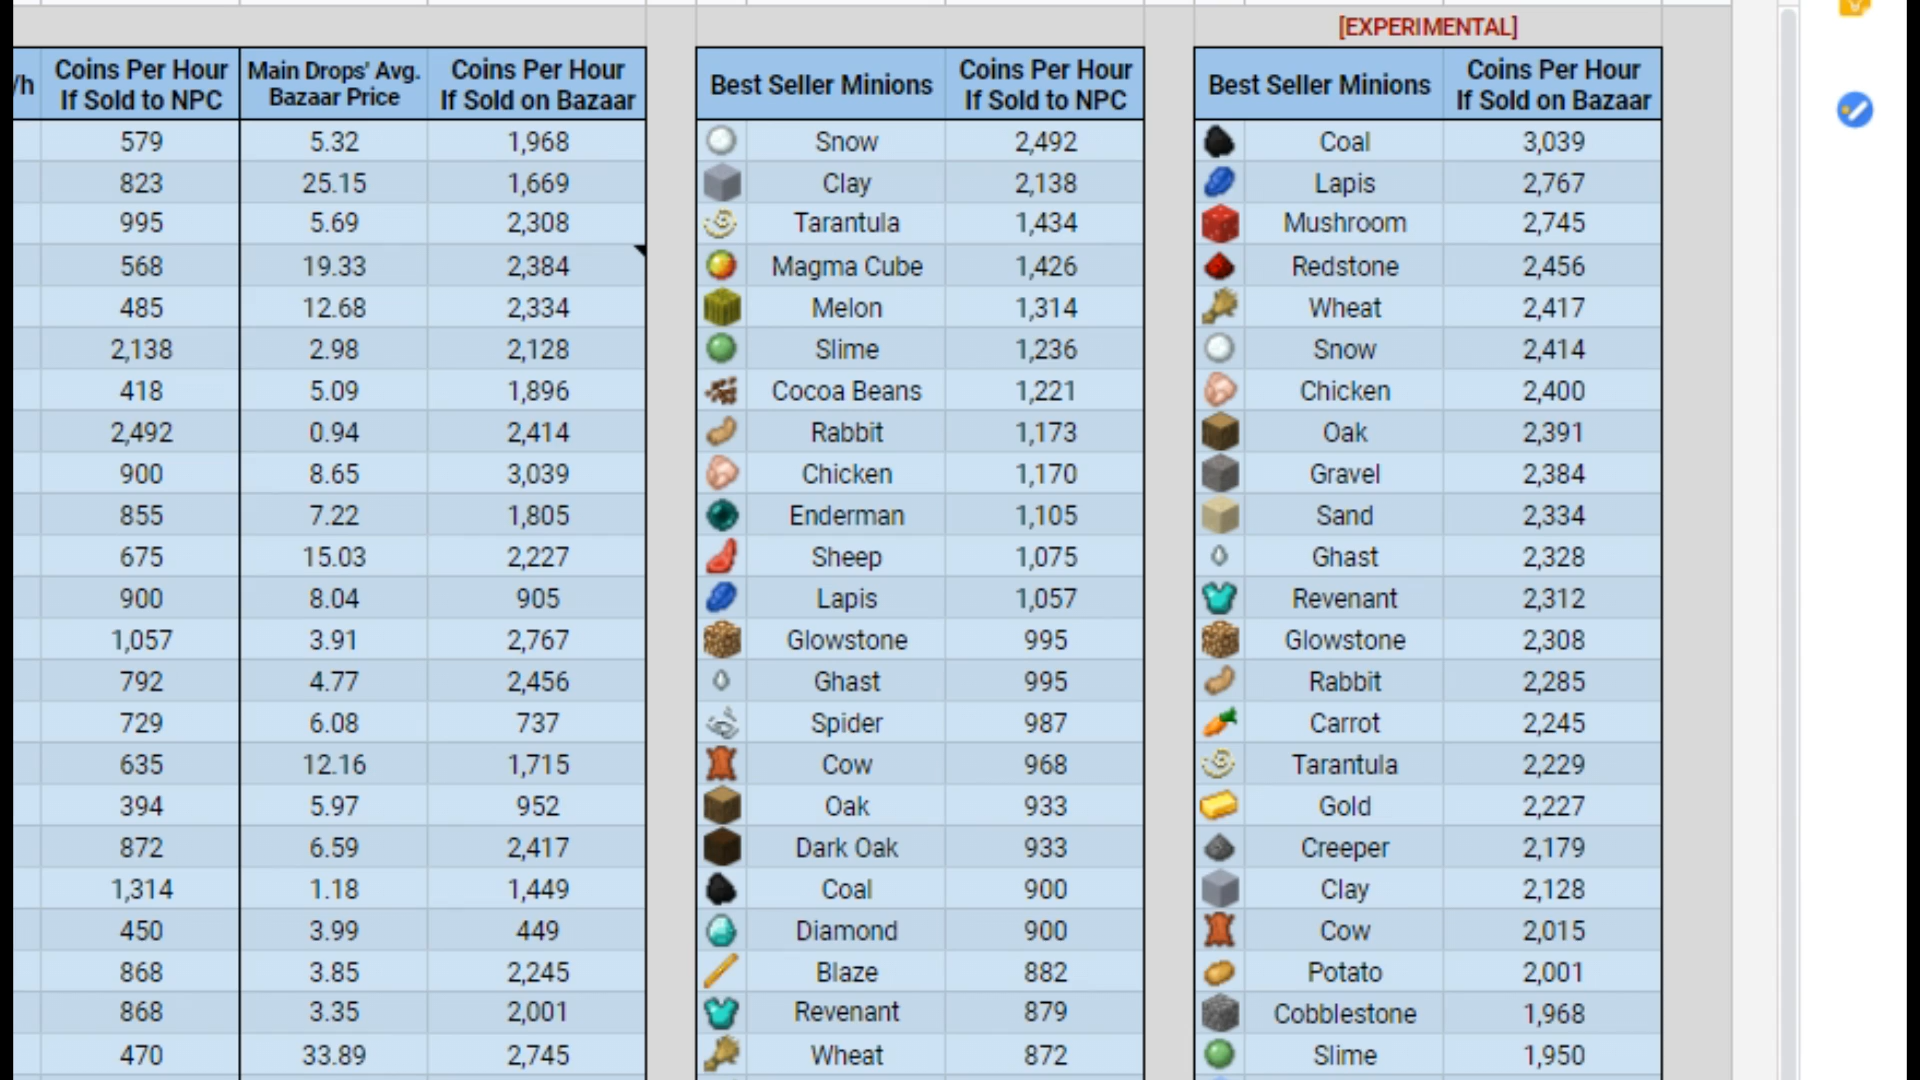 [EXPERIMENTAL]
/h Coins Per Hour If Sold to NPC Main Drops' Avg. Bazaar Price Coins Per Hour If Sold on Bazaar Best Seller Minions Coins Per Hour If Sold to NPC Best Seller Minions Coins Per Hour If Sold on Bazaar
579 5.32 1,968 Snow 2,492 Coal 3,039
823 25.15 1,669 Clay 2,138 Lapis 2,767
995 5.69 2,308 Tarantula 1,434 Mushroom 2,745
568 19.33 2,384 Magma Cube 1,426 Redstone 2,456
485 12.68 2,334 Melon 1,314 Wheat 2,417
2,138 2.98 2,128 Slime 1,236 Snow 2,414
418 5.09 1,896 Cocoa Beans 1,221 Chicken 2,400
2,492 0.94 2,414 Rabbit 1,173 Oak 2,391
900 8.65 3,039 Chicken 1,170 Gravel 2,384
855 7.22 1,805 Enderman 1,105 Sand 2,334
675 15.03 2,227 Sheep 1,075 Ghast 2,328
900 8.04 905 Lapis 1,057 Revenant 2,312
1,057 3.91 2,767 Glowstone 995 Glowstone 2,308
792 4.77 2,456 Ghast 995 Rabbit 2,285
729 6.08 737 Spider 987 Carrot 2,245
635 12.16 1,715 Cow 968 Tarantula 2,229
394 5.97 952 Oak 933 Gold 2,227
872 6.59 2,417 Dark Oak 933 Creeper 2,179
1,314 1.18 1,449 Coal 900 Clay 2,128
450 3.99 449 Diamond 900 Cow 2,015
868 3.85 2,245 Blaze 882 Potato 2,001
868 3.35 2,001 Revenant 879 Cobblestone 1,968
470 33.89 2,745 Wheat 872 Slime 1,950